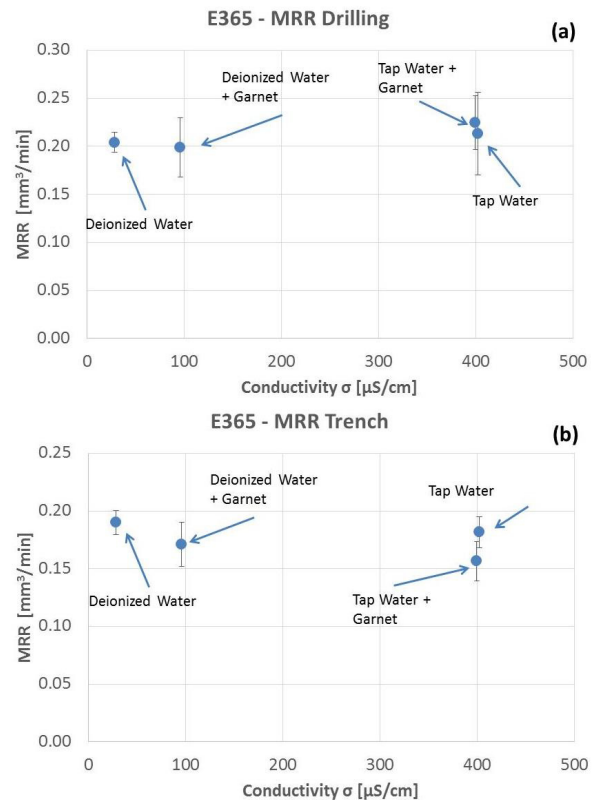 E365 - MRR Drilling
(a)
0.30
0.25
0.20
0.15
0.10
0.05
0.00
MRR [mm³/min]
Deionized Water
+ Garnet
Tap Water +
Garnet
Deionized Water
Tap Water
0
100
200
300
400
500
Conductivity σ [µS/cm]
E365 - MRR Trench
(b)
0.25
0.20
0.15
0.10
0.05
0.00
MRR [mm³/min]
Deionized Water
+ Garnet
Tap Water
Deionized Water
Tap Water +
Garnet
0
100
200
300
400
500
Conductivity σ [µS/cm]